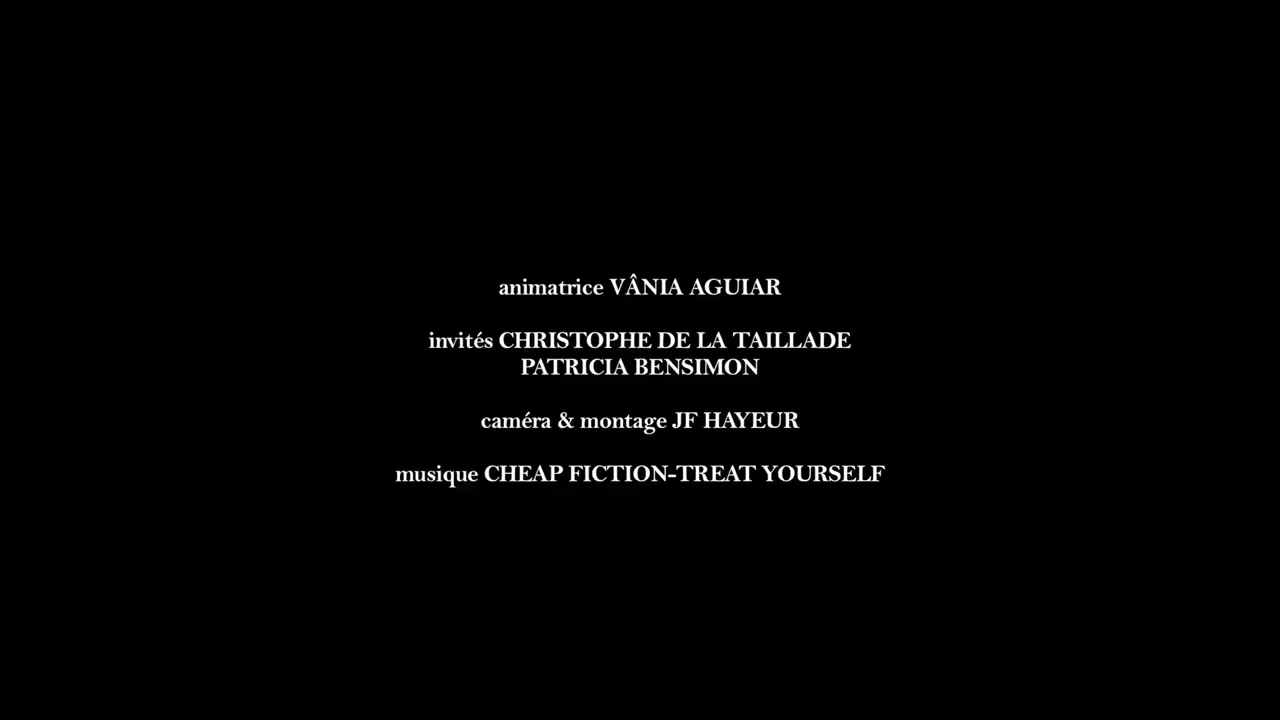 animatrice VÂNIA AGUIAR
invités CHRISTOPHE DE LA TAILLADE
PATRICIA BENSIMON
caméra & montage JF HAYEUR
musique CHEAP FICTION-TREAT YOURSELF